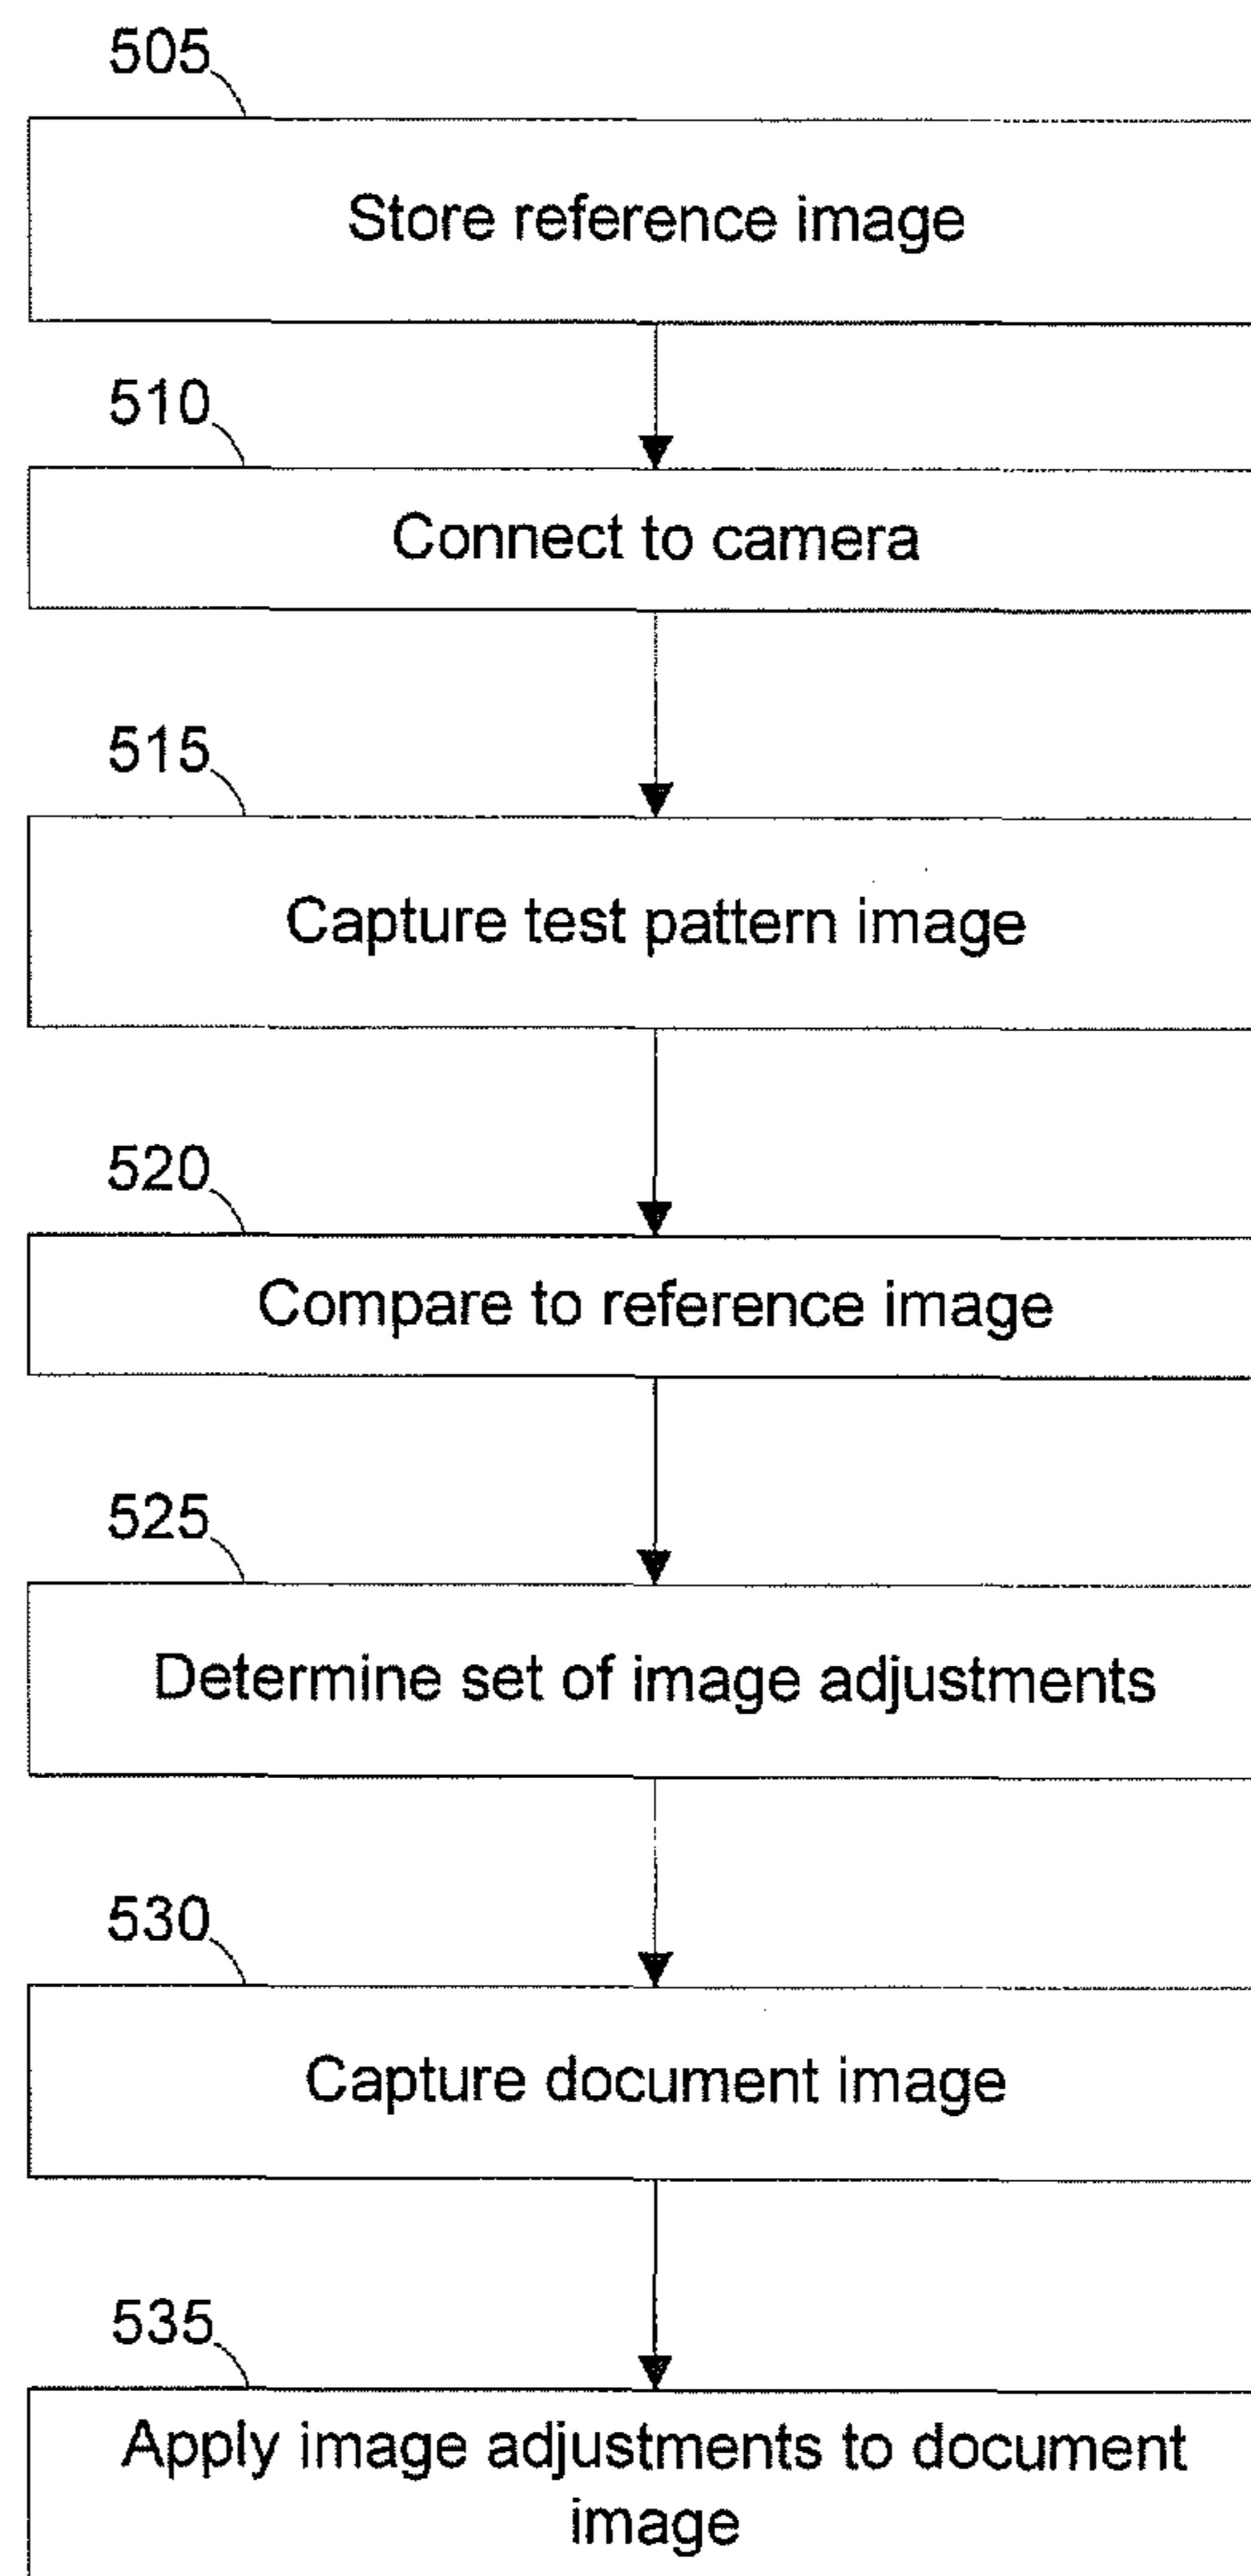 505
Store reference image
510
Connect to camera
515
Capture test pattern image
520
Compare to reference image
525
Determine set of image adjustments
530
Capture document image
535
Apply image adjustments to document
image